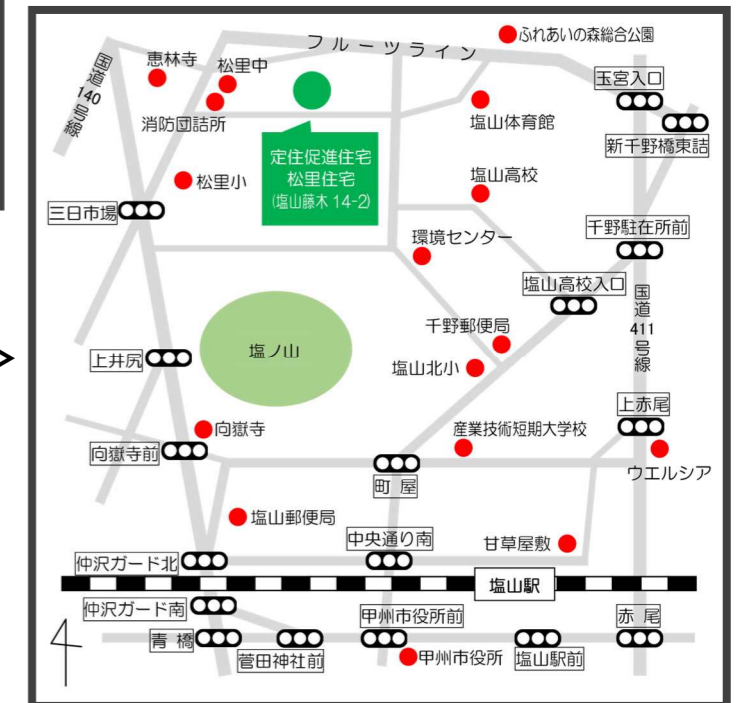 ふれあいの森総合公園
フルーツライン
国道140号線
恵林寺
松里中
玉宮入口
消防団詰所
塩山体育館
新千野橋東詰
定住促進住宅
松里住宅
(塩山藤木 14-2)
松里小
塩山高校
三日市場
千野駐在所前
環境センター
塩山高校入口
国道411号線
千野郵便局
塩ノ山
上井尻
塩山北小
上赤尾
向嶽寺
産業技術短期大学校
向嶽寺前
ウエルシア
町屋
塩山郵便局
中央通り南
甘草屋敷
仲沢ガード北
塩山駅
仲沢ガード南
甲州市役所前
赤尾
青橋
菅田神社前
甲州市役所
塩山駅前